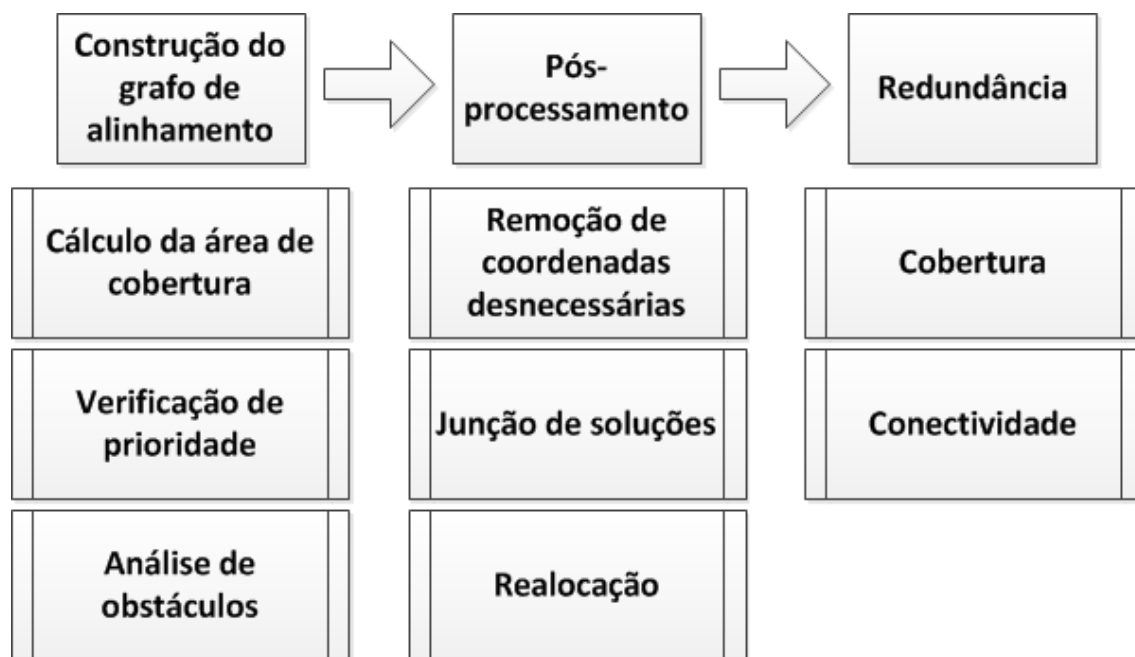 Construção do
grafo de
alinhamento
Pós-
processamento
Redundância
Cálculo da área de
cobertura
Remoção de
coordenadas
desnecessárias
Cobertura
Verificação de
prioridade
Junção de soluções
Conectividade
Análise de
obstáculos
Realocação